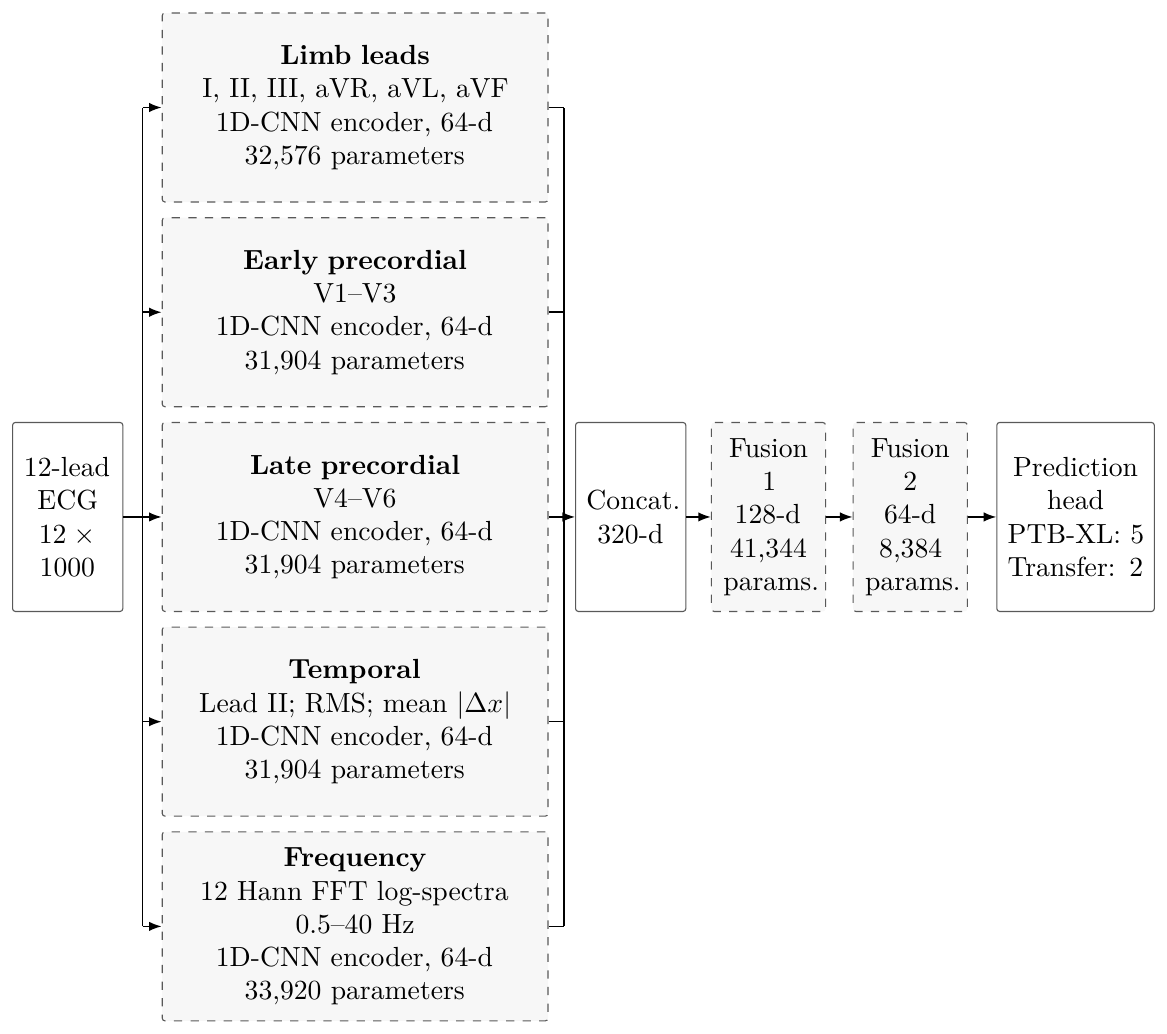 12-lead
ECG
12 ×
1000
Limb leads
I, II, III, aVR, aVL, aVF
1D-CNN encoder, 64-d
32,576 parameters
Early precordial
V1–V3
1D-CNN encoder, 64-d
31,904 parameters
Late precordial
V4–V6
1D-CNN encoder, 64-d
31,904 parameters
Temporal
Lead II; RMS; mean |Δx|
1D-CNN encoder, 64-d
31,904 parameters
Frequency
12 Hann FFT log-spectra
0.5–40 Hz
1D-CNN encoder, 64-d
33,920 parameters
Concat.
320-d
Fusion
1
128-d
41,344
params.
Fusion
2
64-d
8,384
params.
Prediction
head
PTB-XL: 5
Transfer: 2